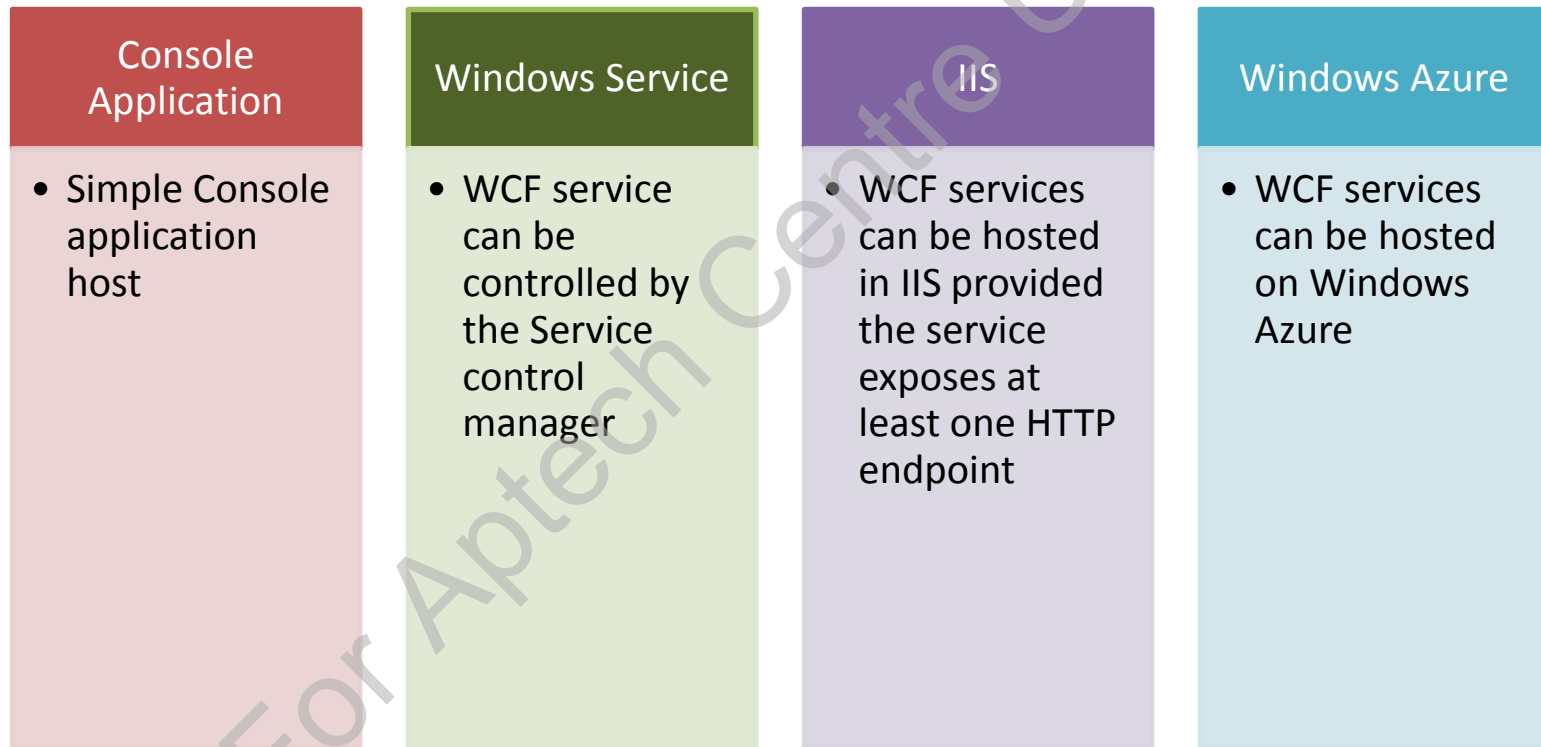 Console
Application
• Simple Console
application
host
Windows Service
• WCF service
can be
controlled by
the Service
control
manager
IIS
• WCF services
can be hosted
in IIS provided
the service
exposes at
least one HTTP
endpoint
Windows Azure
• WCF services
can be hosted
on Windows
Azure
For Aptech Centre